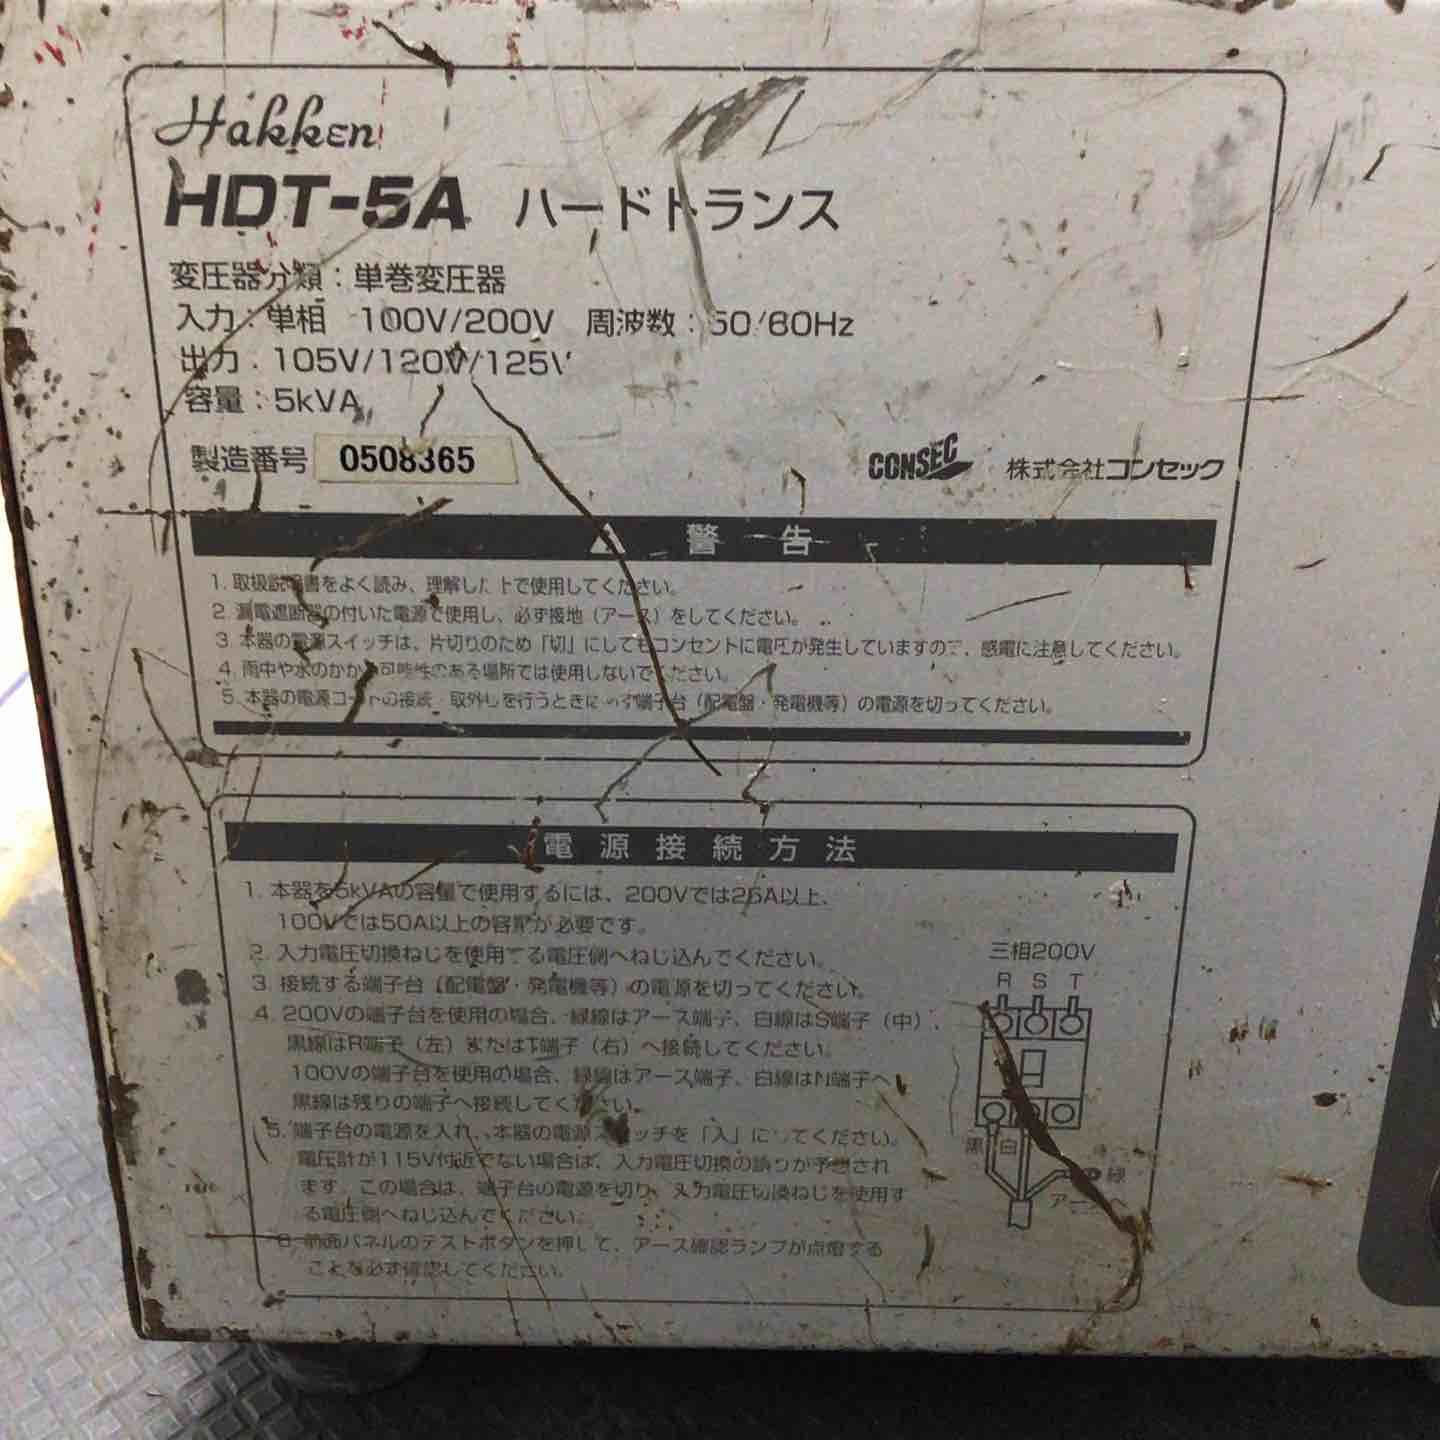 Hakken
HDT-5A ハードトランス
変圧器分類：単巻変圧器
入力：単相 100V/200V 周波数：50/60Hz
出力：105V/120V/125V
容量：5kVA
製造番号 0508365
CONSEC 株式会社コンセック
警告
1. 取扱説明書をよく読み、理解した上で使用してください。
2. 漏電遮断器の付いた電源で使用し、必ず接地（アース）をしてください。
3. 本器の電源スイッチは、片切りのため「切」にしてもコンセントに電圧が発生していますので、感電に注意してください。
4. 雨中や水のかかる可能性のある場所では使用しないでください。
5. 本器の電源コードの接続・取外しを行うときは必ず端子台（配電盤・発電機等）の電源を切ってください。
電源接続方法
1. 本器を5kVAの容量で使用するには、200Vでは25A以上、
100Vでは50A以上の容量が必要です。
2. 入力電圧切換ねじを使用する電圧側へねじ込んでください。
3. 接続する端子台（配電盤・発電機等）の電源を切ってください。
4. 200Vの端子台を使用の場合、緑線はアース端子、白線はS端子（中）、
黒線はR端子（左）またはT端子（右）へ接続してください。
100Vの端子台を使用の場合、緑線はアース端子、白線はN端子へ、
黒線は残りの端子へ接続してください。
5. 端子台の電源を入れ、本器の電源スイッチを「入」にしてください。
電圧計が115V付近でない場合は、入力電圧切換の誤りが予想され
ます。この場合は、端子台の電源を切り、入力電圧切換ねじを使用す
る電圧側へねじ込んでください。
6. 前面パネルのテストボタンを押して、アース確認ランプが点燈する
ことを必ず確認してください。
三相200V
R S T
黒 白 緑
アース